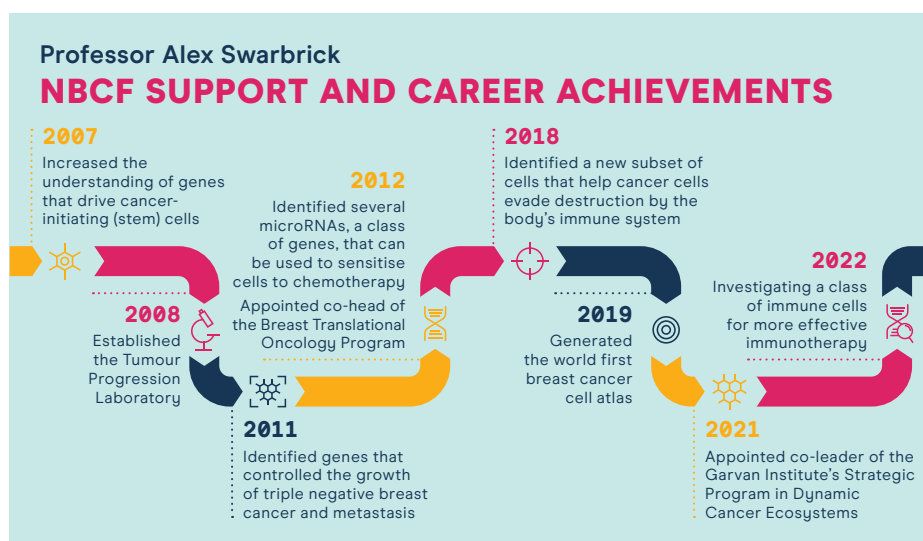 Professor Alex Swarbrick
NBCF SUPPORT AND CAREER ACHIEVEMENTS
2007
Increased the
understanding of genes
that drive cancer-
initiating (stem) cells
2008
Established
the Tumour
Progression
Laboratory
2011
Identified genes that
controlled the growth
of triple negative breast
cancer and metastasis
2012
Identified several
microRNAs, a class
of genes, that can
be used to sensitise
cells to chemotherapy
Appointed co-head of
the Breast Translational
Oncology Program
2018
Identified a new subset of
cells that help cancer cells
evade destruction by the
body's immune system
2019
Generated
the world first
breast cancer
cell atlas
2021
Appointed co-leader of the
Garvan Institute's Strategic
Program in Dynamic
Cancer Ecosystems
2022
Investigating a class
of immune cells
for more effective
immunotherapy